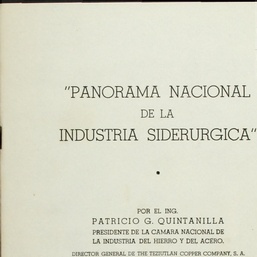 "PANORAMA NACIONAL
DE LA
INDUSTRIA SIDERURGICA"
POR EL ING.
PATRICIO G. QUINTANILLA
PRESIDENTE DE LA CAMARA NACIONAL DE
LA INDUSTRIA DEL HIERRO Y DEL ACERO.
DIRECTOR GENERAL DE THE TEZIUTLAN COPPER COMPANY, S. A.